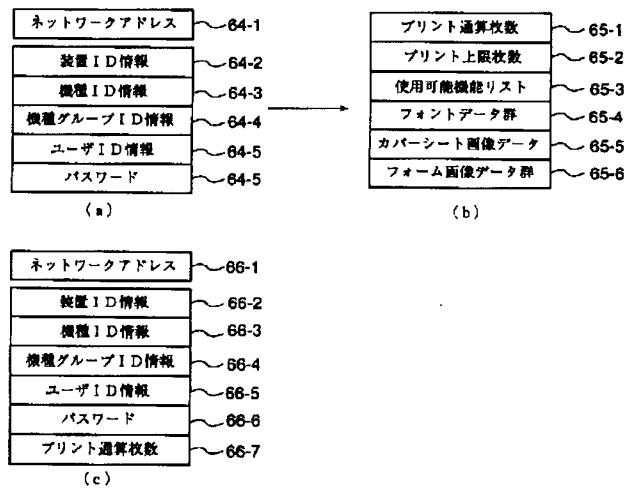 ネットワークアドレス 64-1
装置ID情報 64-2
機種ID情報 64-3
機種グループID情報 64-4
ユーザID情報 64-5
パスワード 64-5
(a)
プリント通算枚数 65-1
プリント上限枚数 65-2
使用可能機能リスト 65-3
フォントデータ群 65-4
カバーシート画像データ 65-5
フォーム画像データ群 65-6
(b)
ネットワークアドレス 66-1
装置ID情報 66-2
機種ID情報 66-3
機種グループID情報 66-4
ユーザID情報 66-5
パスワード 66-6
プリント通算枚数 66-7
(c)